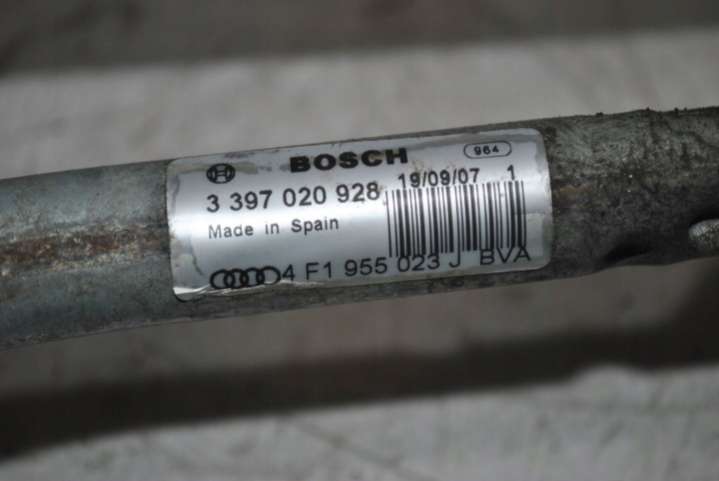 BOSCH 964
3 397 020 928 19/09/07 1
Made in Spain
4 F1 955 023 J BVA